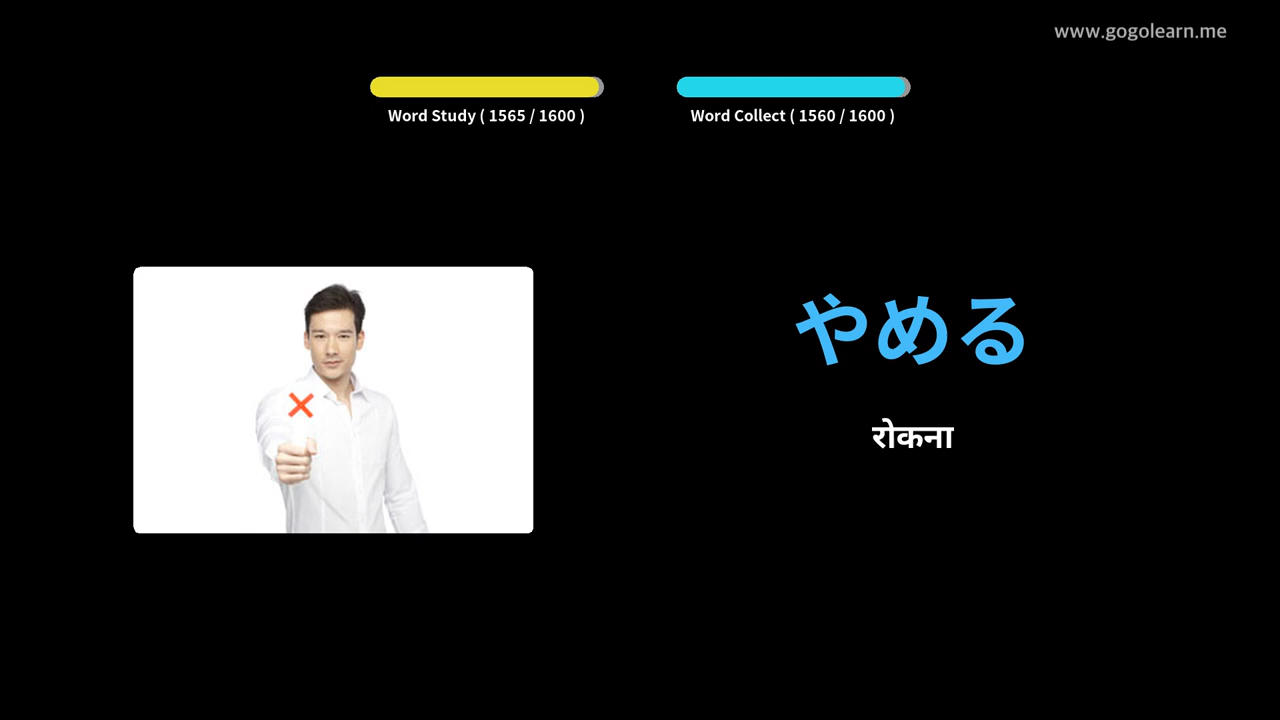 www.gogolearn.me
Word Study ( 1565 / 1600 )
Word Collect ( 1560 / 1600 )
やめる
रोकना